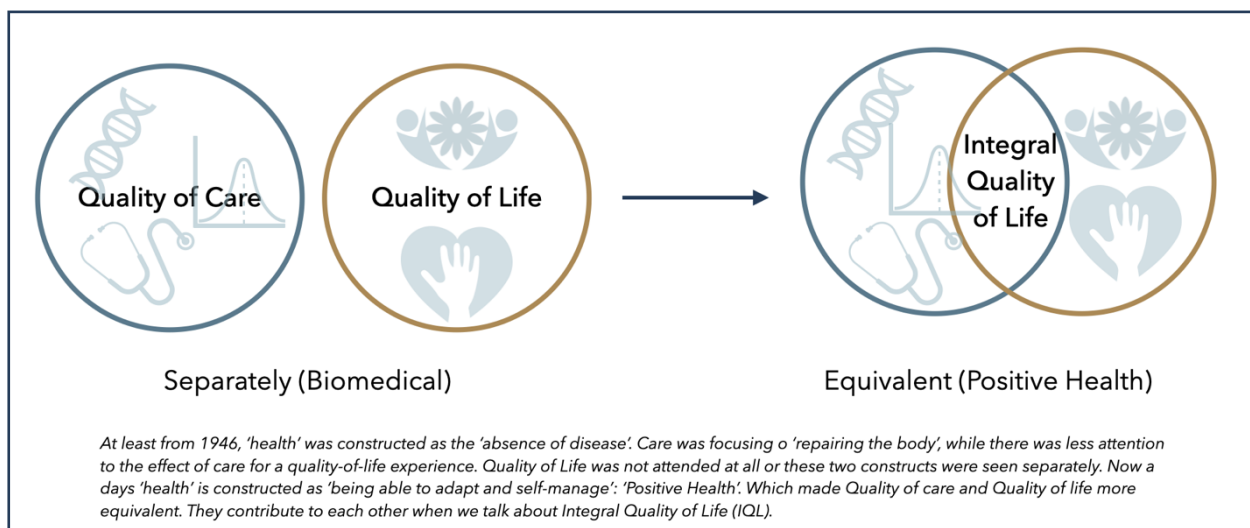 Quality of Care
Quality of Life
Integral
Quality
of Life
Separately (Biomedical)
Equivalent (Positive Health)
At least from 1946, ‘health’ was constructed as the ‘absence of disease’. Care was focusing o ‘repairing the body’, while there was less attention
to the effect of care for a quality-of-life experience. Quality of Life was not attended at all or these two constructs were seen separately. Now a
days ‘health’ is constructed as ‘being able to adapt and self-manage’: ‘Positive Health’. Which made Quality of care and Quality of life more
equivalent. They contribute to each other when we talk about Integral Quality of Life (IQL).